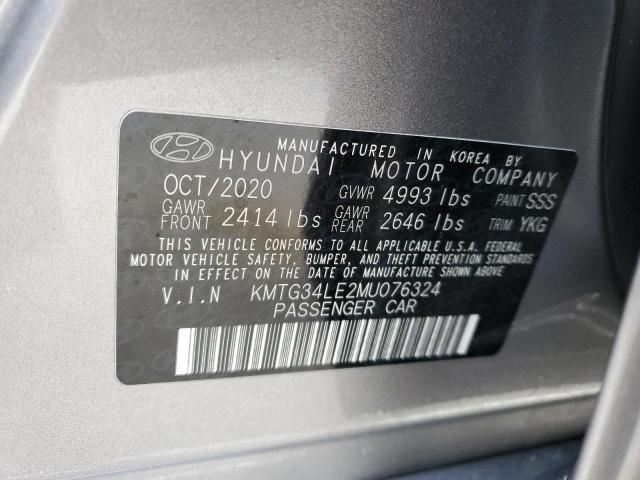 MANUFACTURED IN KOREA BY
HYUNDAI MOTOR COMPANY
OCT/2020 GVWR 4993 lbs PAINT SSS
GAWR FRONT 2414 lbs GAWR REAR 2646 lbs TRIM YKG
THIS VEHICLE CONFORMS TO ALL APPLICABLE U.S.A. FEDERAL
MOTOR VEHICLE SAFETY, BUMPER, AND THEFT PREVENTION STANDARDS
IN EFFECT ON THE DATE OF MANUFACTURE SHOWN ABOVE.
V.I.N KMTG34LE2MU076324
PASSENGER CAR